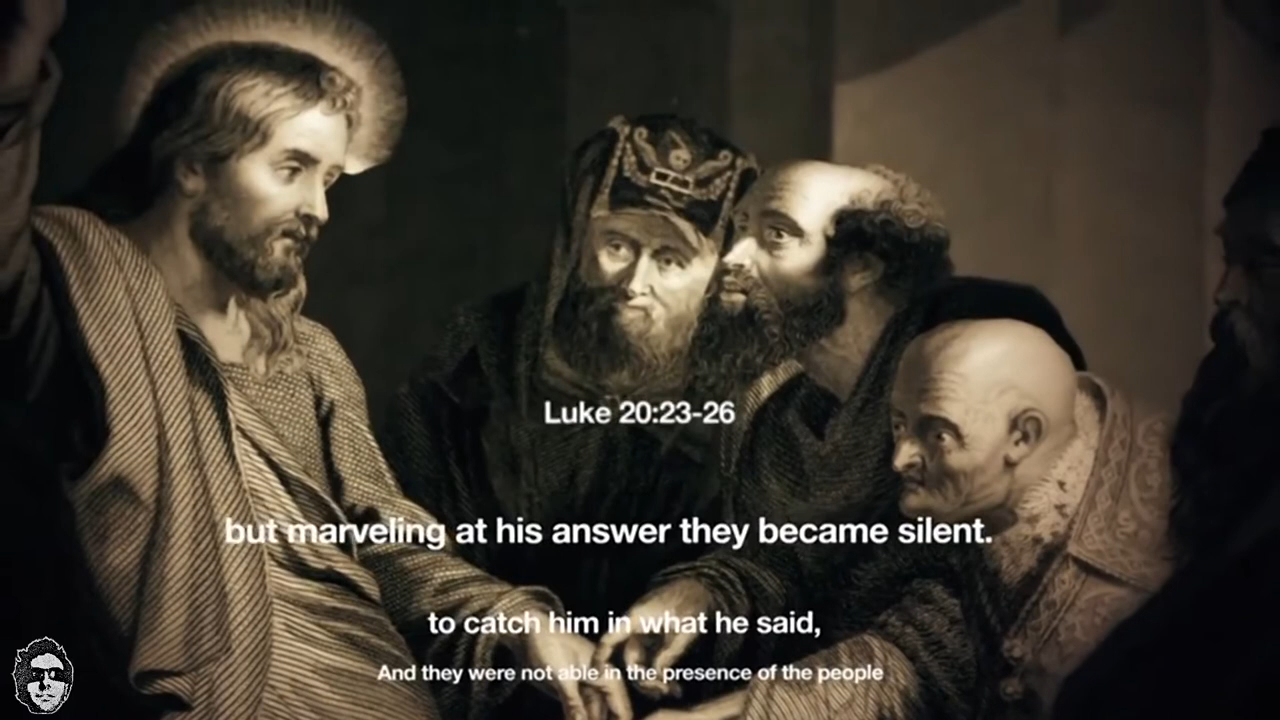 Luke 20:23-26
but marveling at his answer they became silent.
to catch him in what he said,
And they were not able in the presence of the people